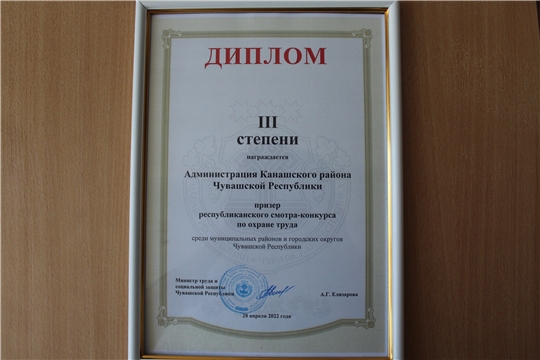 ДИПЛОМ
III
степени
награждается
Администрация Канашского района
Чувашской Республики
призер
республиканского смотра-конкурса
по охране труда
среди муниципальных районов и городских округов
Чувашской Республики
Министр труда и
социальной защиты
Чувашской Республики
А.Г. Елизарова
28 апреля 2022 года